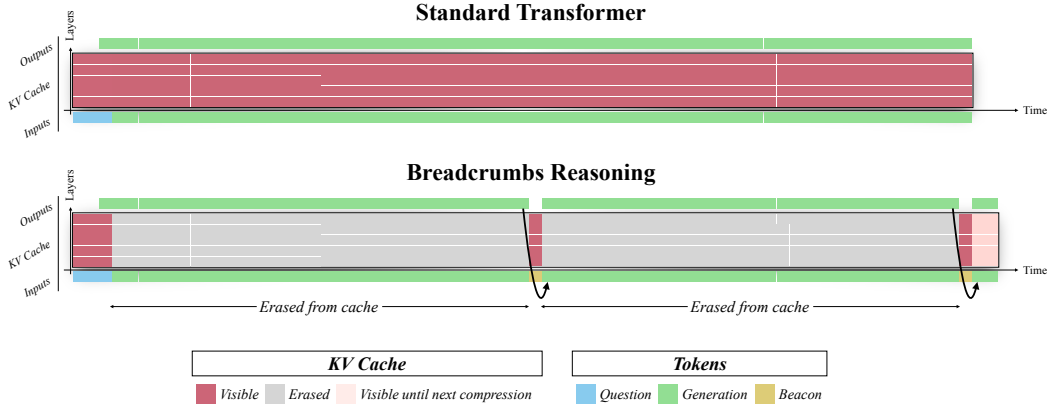 Standard Transformer
Layers
Outputs
KV Cache
Inputs
Time
Breadcrumbs Reasoning
Layers
Outputs
KV Cache
Inputs
Time
Erased from cache
Erased from cache
KV Cache
Tokens
Visible
Erased
Visible until next compression
Question
Generation
Beacon